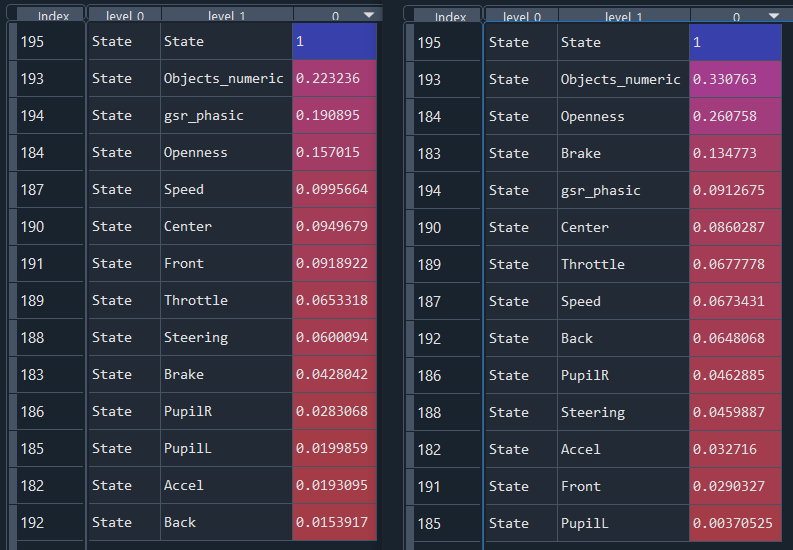 Index level_0 level_1 0
195 State State 1
193 State Objects_numeric 0.223236
194 State gsr_phasic 0.190895
184 State Openness 0.157015
187 State Speed 0.0995664
190 State Center 0.0949679
191 State Front 0.0918922
189 State Throttle 0.0653318
188 State Steering 0.0600094
183 State Brake 0.0428042
186 State PupilR 0.0283068
185 State PupilL 0.0199859
182 State Accel 0.0193095
192 State Back 0.0153917
Index level_0 level_1 0
195 State State 1
193 State Objects_numeric 0.330763
184 State Openness 0.260758
183 State Brake 0.134773
194 State gsr_phasic 0.0912675
190 State Center 0.0860287
189 State Throttle 0.0677778
187 State Speed 0.0673431
192 State Back 0.0648068
186 State PupilR 0.0462885
188 State Steering 0.0459887
182 State Accel 0.032716
191 State Front 0.0290327
185 State PupilL 0.00370525